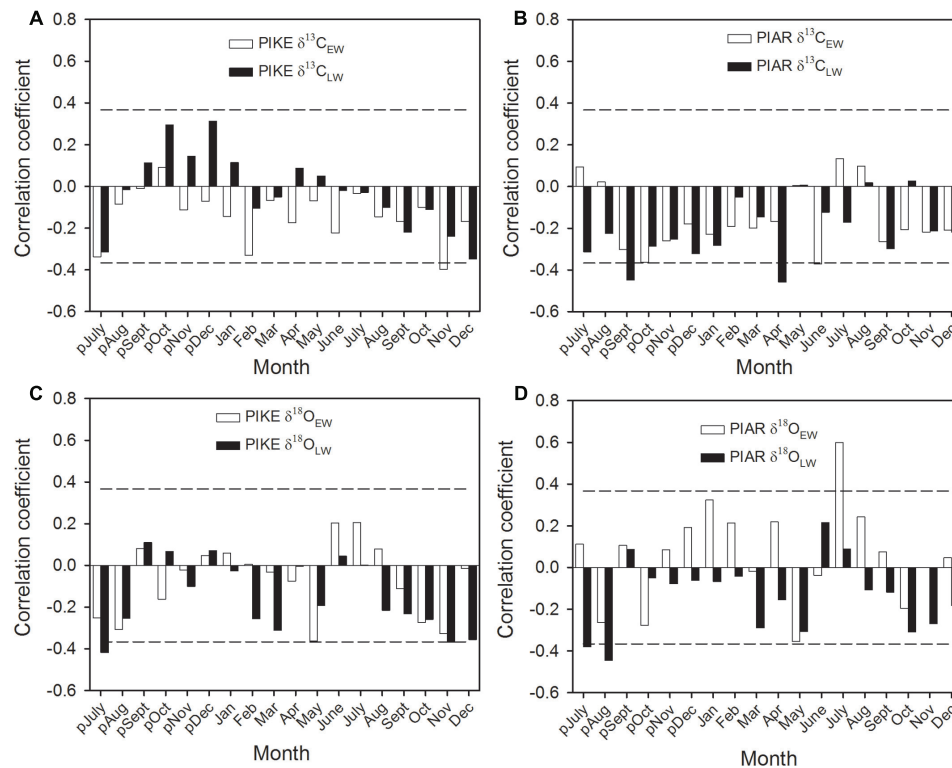 A
Correlation coefficient
0.8
0.6
0.4
0.2
0.0
-0.2
-0.4
-0.6
PIKE δ¹³C_EW
PIKE δ¹³C_LW
pJuly pAug pSept pOct pNov pDec Jan Feb Mar Apr May June July Aug Sept Oct Nov Dec
Month
B
Correlation coefficient
0.8
0.6
0.4
0.2
0.0
-0.2
-0.4
-0.6
PIAR δ¹³C_EW
PIAR δ¹³C_LW
pJuly pAug pSept pOct pNov pDec Jan Feb Mar Apr May June July Aug Sept Oct Nov Dec
Month
C
Correlation coefficient
0.8
0.6
0.4
0.2
0.0
-0.2
-0.4
-0.6
PIKE δ¹⁸O_EW
PIKE δ¹⁸O_LW
pJuly pAug pSept pOct pNov pDec Jan Feb Mar Apr May June July Aug Sept Oct Nov Dec
Month
D
Correlation coefficient
0.8
0.6
0.4
0.2
0.0
-0.2
-0.4
-0.6
PIAR δ¹⁸O_EW
PIAR δ¹⁸O_LW
pJuly pAug pSept pOct pNov pDec Jan Feb Mar Apr May June July Aug Sept Oct Nov Dec
Month